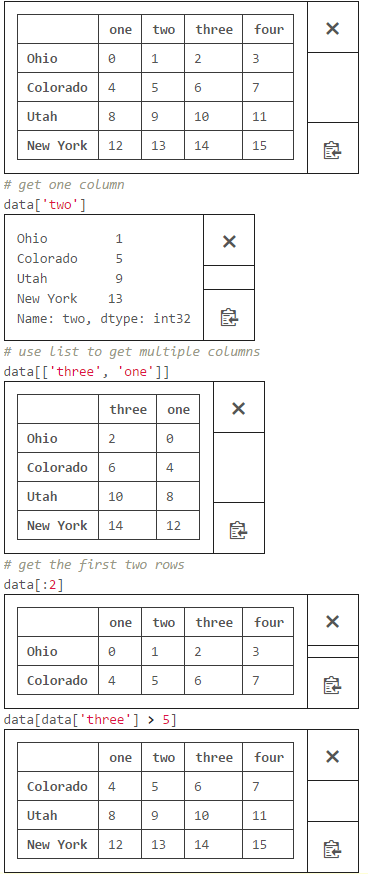 one two three four
Ohio 0 1 2 3
Colorado 4 5 6 7
Utah 8 9 10 11
New York 12 13 14 15
# get one column
data['two']
Ohio 1
Colorado 5
Utah 9
New York 13
Name: two, dtype: int32
# use list to get multiple columns
data[['three', 'one']]
three one
Ohio 2 0
Colorado 6 4
Utah 10 8
New York 14 12
# get the first two rows
data[:2]
one two three four
Ohio 0 1 2 3
Colorado 4 5 6 7
data[data['three'] > 5]
one two three four
Colorado 4 5 6 7
Utah 8 9 10 11
New York 12 13 14 15